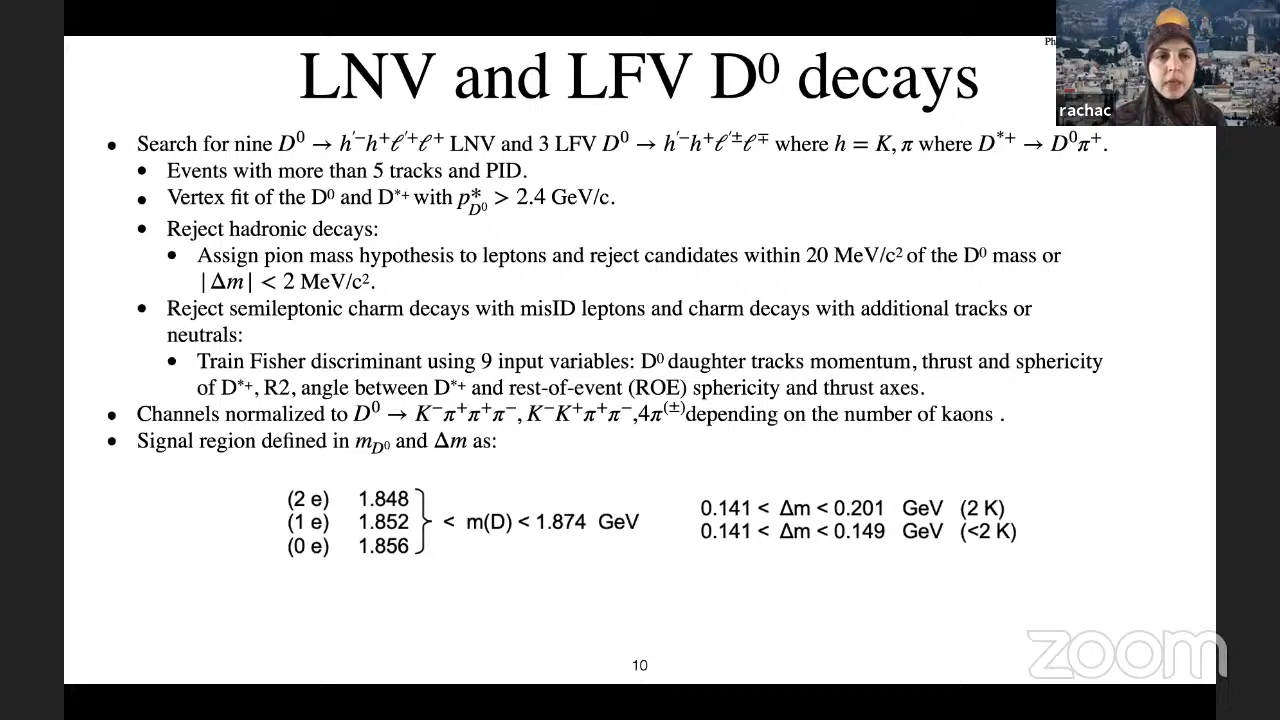 LNV and LFV D⁰ decays
Ph
rachac
• Search for nine D⁰ → h′⁻h⁺ℓ′⁺ℓ⁺ LNV and 3 LFV D⁰ → h′⁻h⁺ℓ′±ℓ∓ where h = K, π where D*⁺ → D⁰π⁺.
• Events with more than 5 tracks and PID.
• Vertex fit of the D⁰ and D*⁺ with p*_D⁰ > 2.4 GeV/c.
• Reject hadronic decays:
• Assign pion mass hypothesis to leptons and reject candidates within 20 MeV/c² of the D⁰ mass or
|Δm| < 2 MeV/c².
• Reject semileptonic charm decays with misID leptons and charm decays with additional tracks or
neutrals:
• Train Fisher discriminant using 9 input variables: D⁰ daughter tracks momentum, thrust and sphericity
of D*⁺, R2, angle between D*⁺ and rest-of-event (ROE) sphericity and thrust axes.
• Channels normalized to D⁰ → K⁻π⁺π⁺π⁻, K⁻K⁺π⁺π⁻, 4π⁽±⁾depending on the number of kaons .
• Signal region defined in m_D⁰ and Δm as:
(2 e) 1.848
(1 e) 1.852 } < m(D) < 1.874 GeV
(0 e) 1.856
0.141 < Δm < 0.201 GeV (2 K)
0.141 < Δm < 0.149 GeV (<2 K)
10
zoom